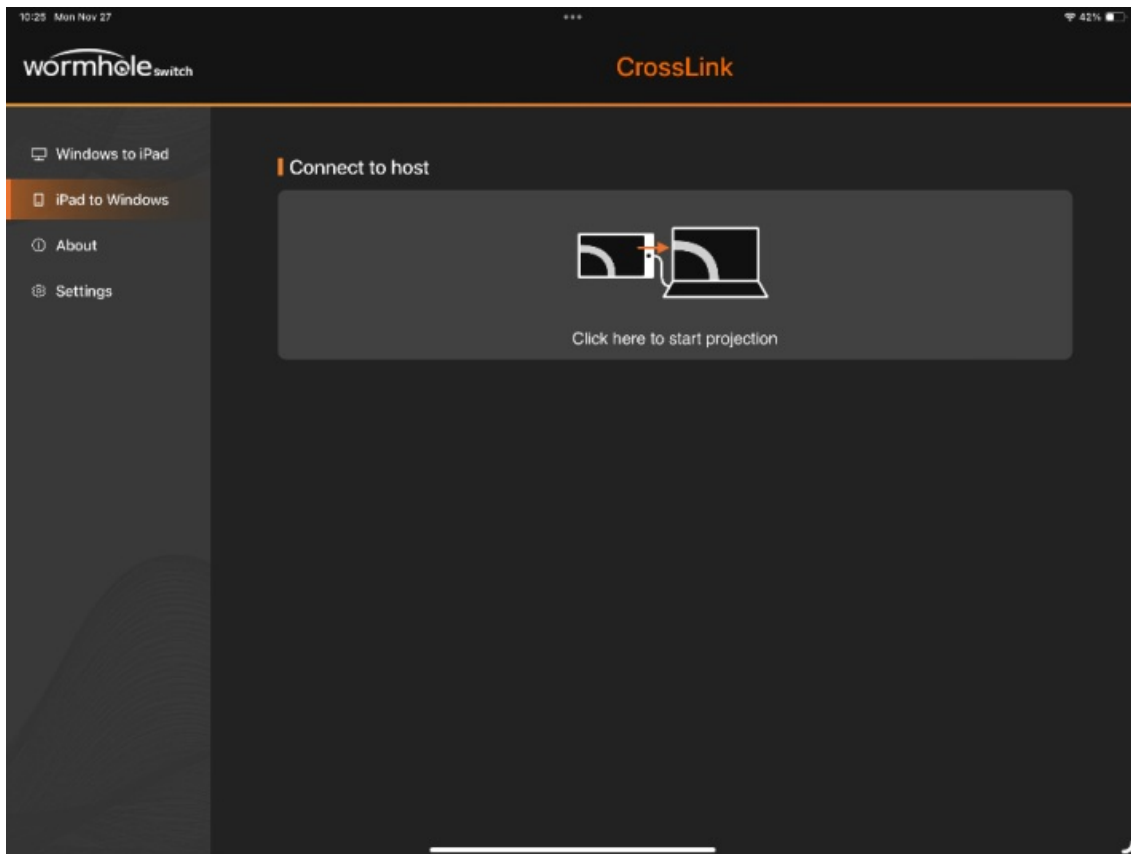 10:25 Mon Nov 27
42%
wormhole switch
CrossLink
Windows to iPad
iPad to Windows
About
Settings
Connect to host
Click here to start projection